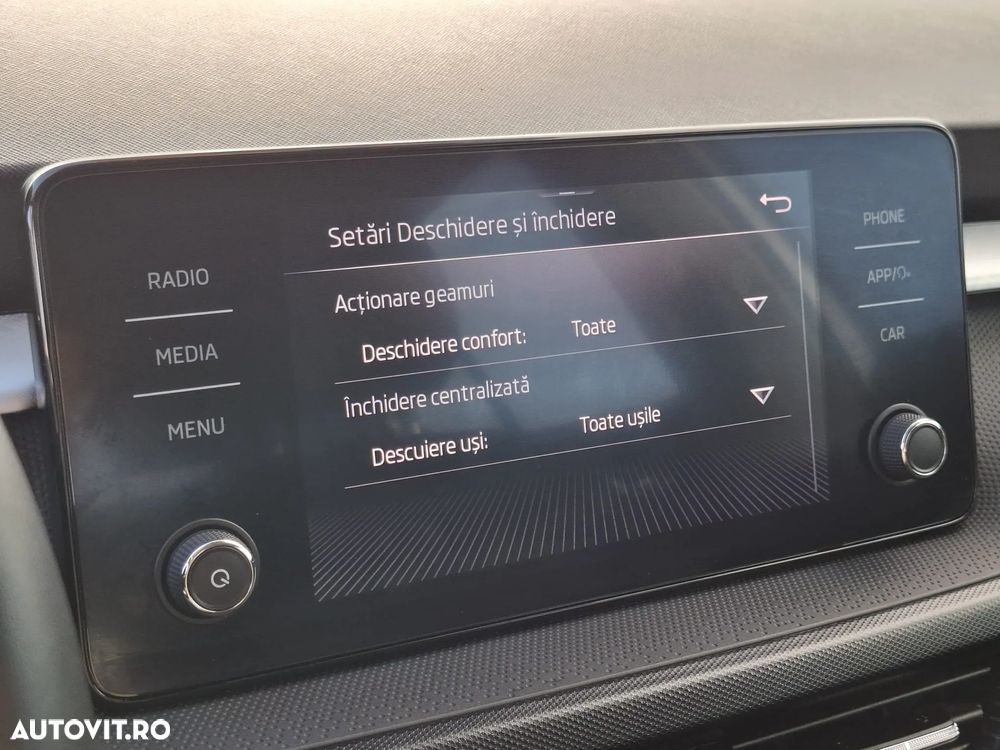 Setări Deschidere și închidere
RADIO
MEDIA
MENU
Acționare geamuri
Deschidere confort: Toate
Închidere centralizată
Descuiere uși: Toate ușile
PHONE
APP/
CAR
AUTOVIT.RO